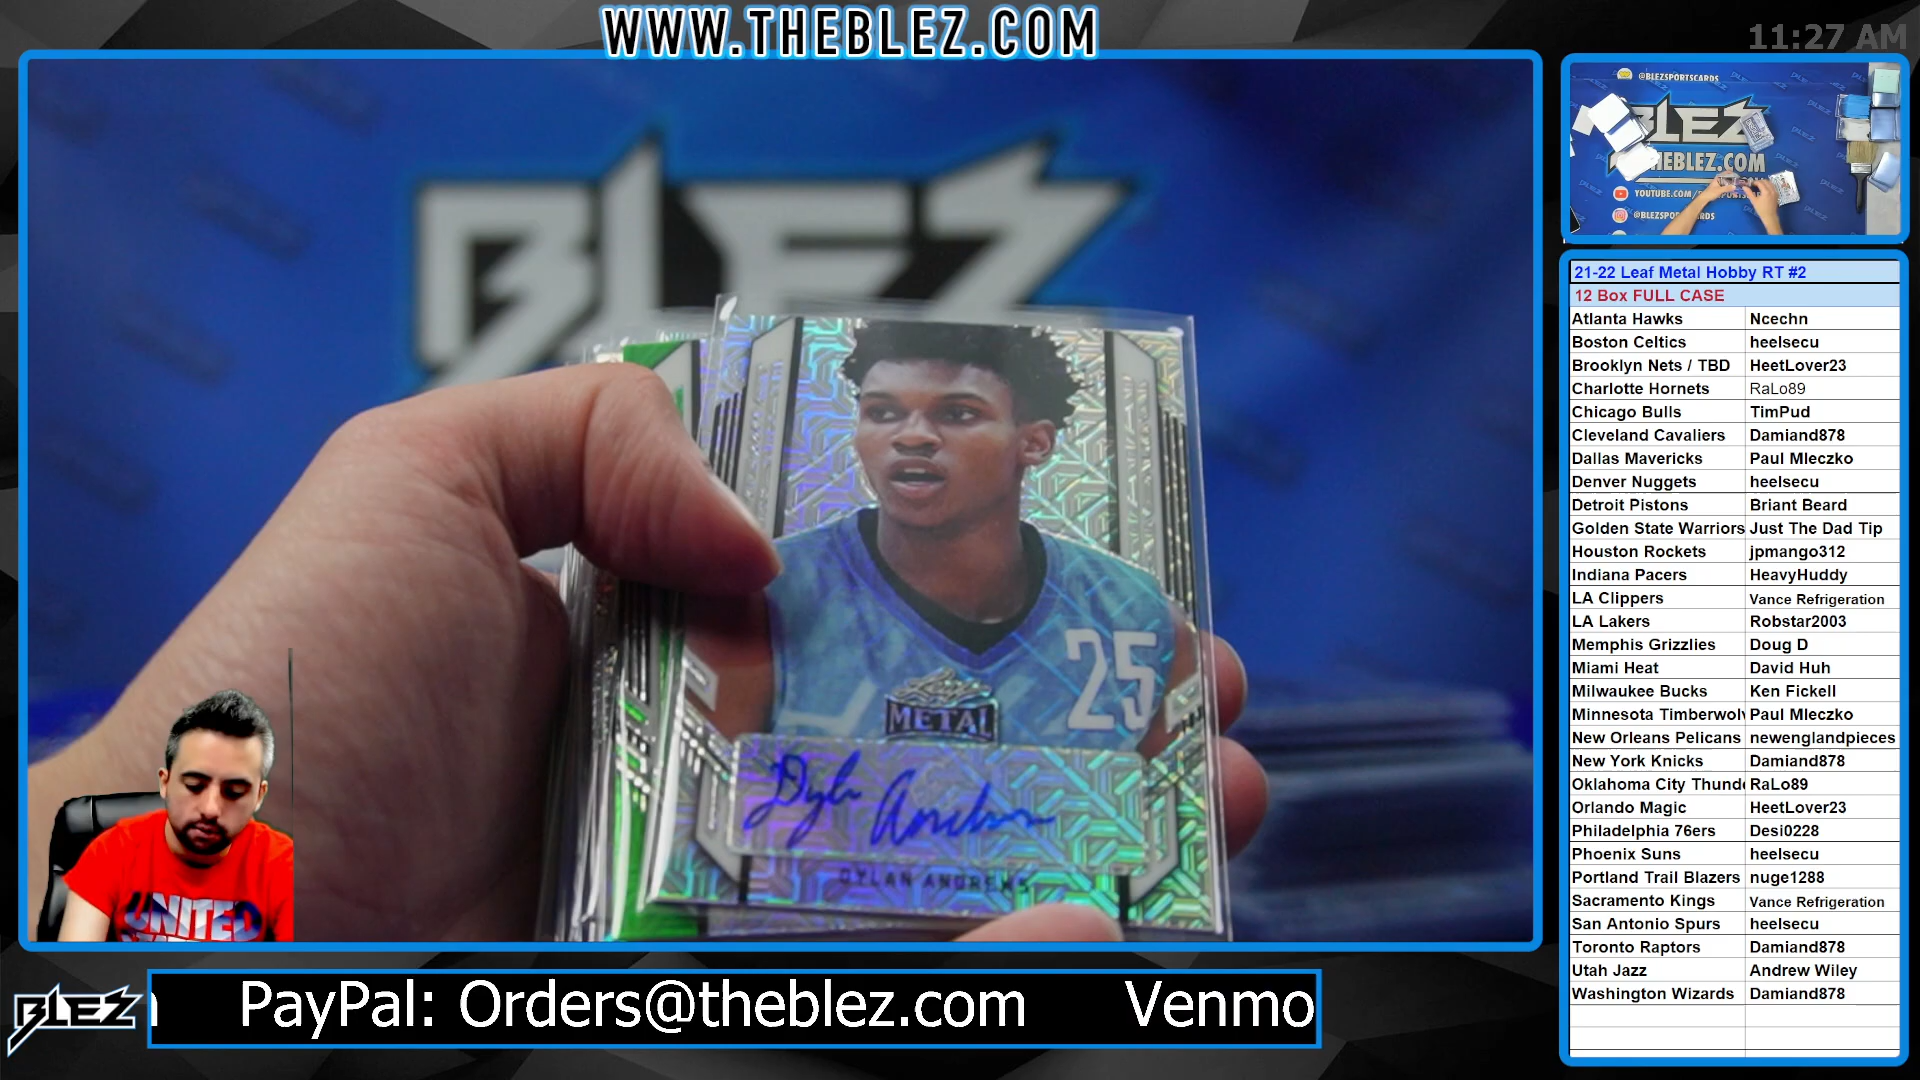 WWW.THEBLEZ.COM
11:27 AM
BLEZ
@BLEZSPORTSCARDS
BLEZ
THEBLEZ.COM
@BLEZSPO CARDS
25
Leaf
METAL
Dylan Andrews
DYLAN ANDREWS
UNITED
21-22 Leaf Metal Hobby RT #2
12 Box FULL CASE
Atlanta Hawks Ncechn
Boston Celtics heelsecu
Brooklyn Nets / TBD HeetLover23
Charlotte Hornets RaLo89
Chicago Bulls TimPud
Cleveland Cavaliers Damiand878
Dallas Mavericks Paul Mleczko
Denver Nuggets heelsecu
Detroit Pistons Briant Beard
Golden State Warriors Just The Dad Tip
Houston Rockets jpmango312
Indiana Pacers HeavyHuddy
LA Clippers Vance Refrigeration
LA Lakers Robstar2003
Memphis Grizzlies Doug D
Miami Heat David Huh
Milwaukee Bucks Ken Fickell
Minnesota Timberwolv Paul Mleczko
New Orleans Pelicans newenglandpieces
New York Knicks Damiand878
Oklahoma City Thunde RaLo89
Orlando Magic HeetLover23
Philadelphia 76ers Desi0228
Phoenix Suns heelsecu
Portland Trail Blazers nuge1288
Sacramento Kings Vance Refrigeration
San Antonio Spurs heelsecu
Toronto Raptors Damiand878
Utah Jazz Andrew Wiley
Washington Wizards Damiand878
BLEZ
PayPal: Orders@theblez.com Venmo